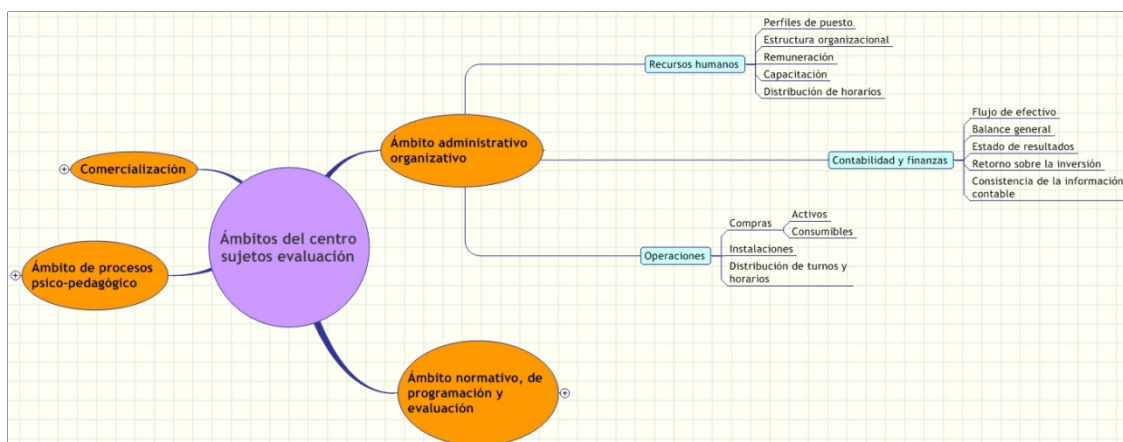 Ámbitos del centro
sujetos evaluación
Comercialización
Ámbito de procesos
psico-pedagógico
Ámbito normativo, de
programación y
evaluación
Ámbito administrativo
organizativo
Recursos humanos
Perfiles de puesto
Estructura organizacional
Remuneración
Capacitación
Distribución de horarios
Contabilidad y finanzas
Flujo de efectivo
Balance general
Estado de resultados
Retorno sobre la inversión
Consistencia de la información
contable
Operaciones
Compras
Activos
Consumibles
Instalaciones
Distribución de turnos y
horarios